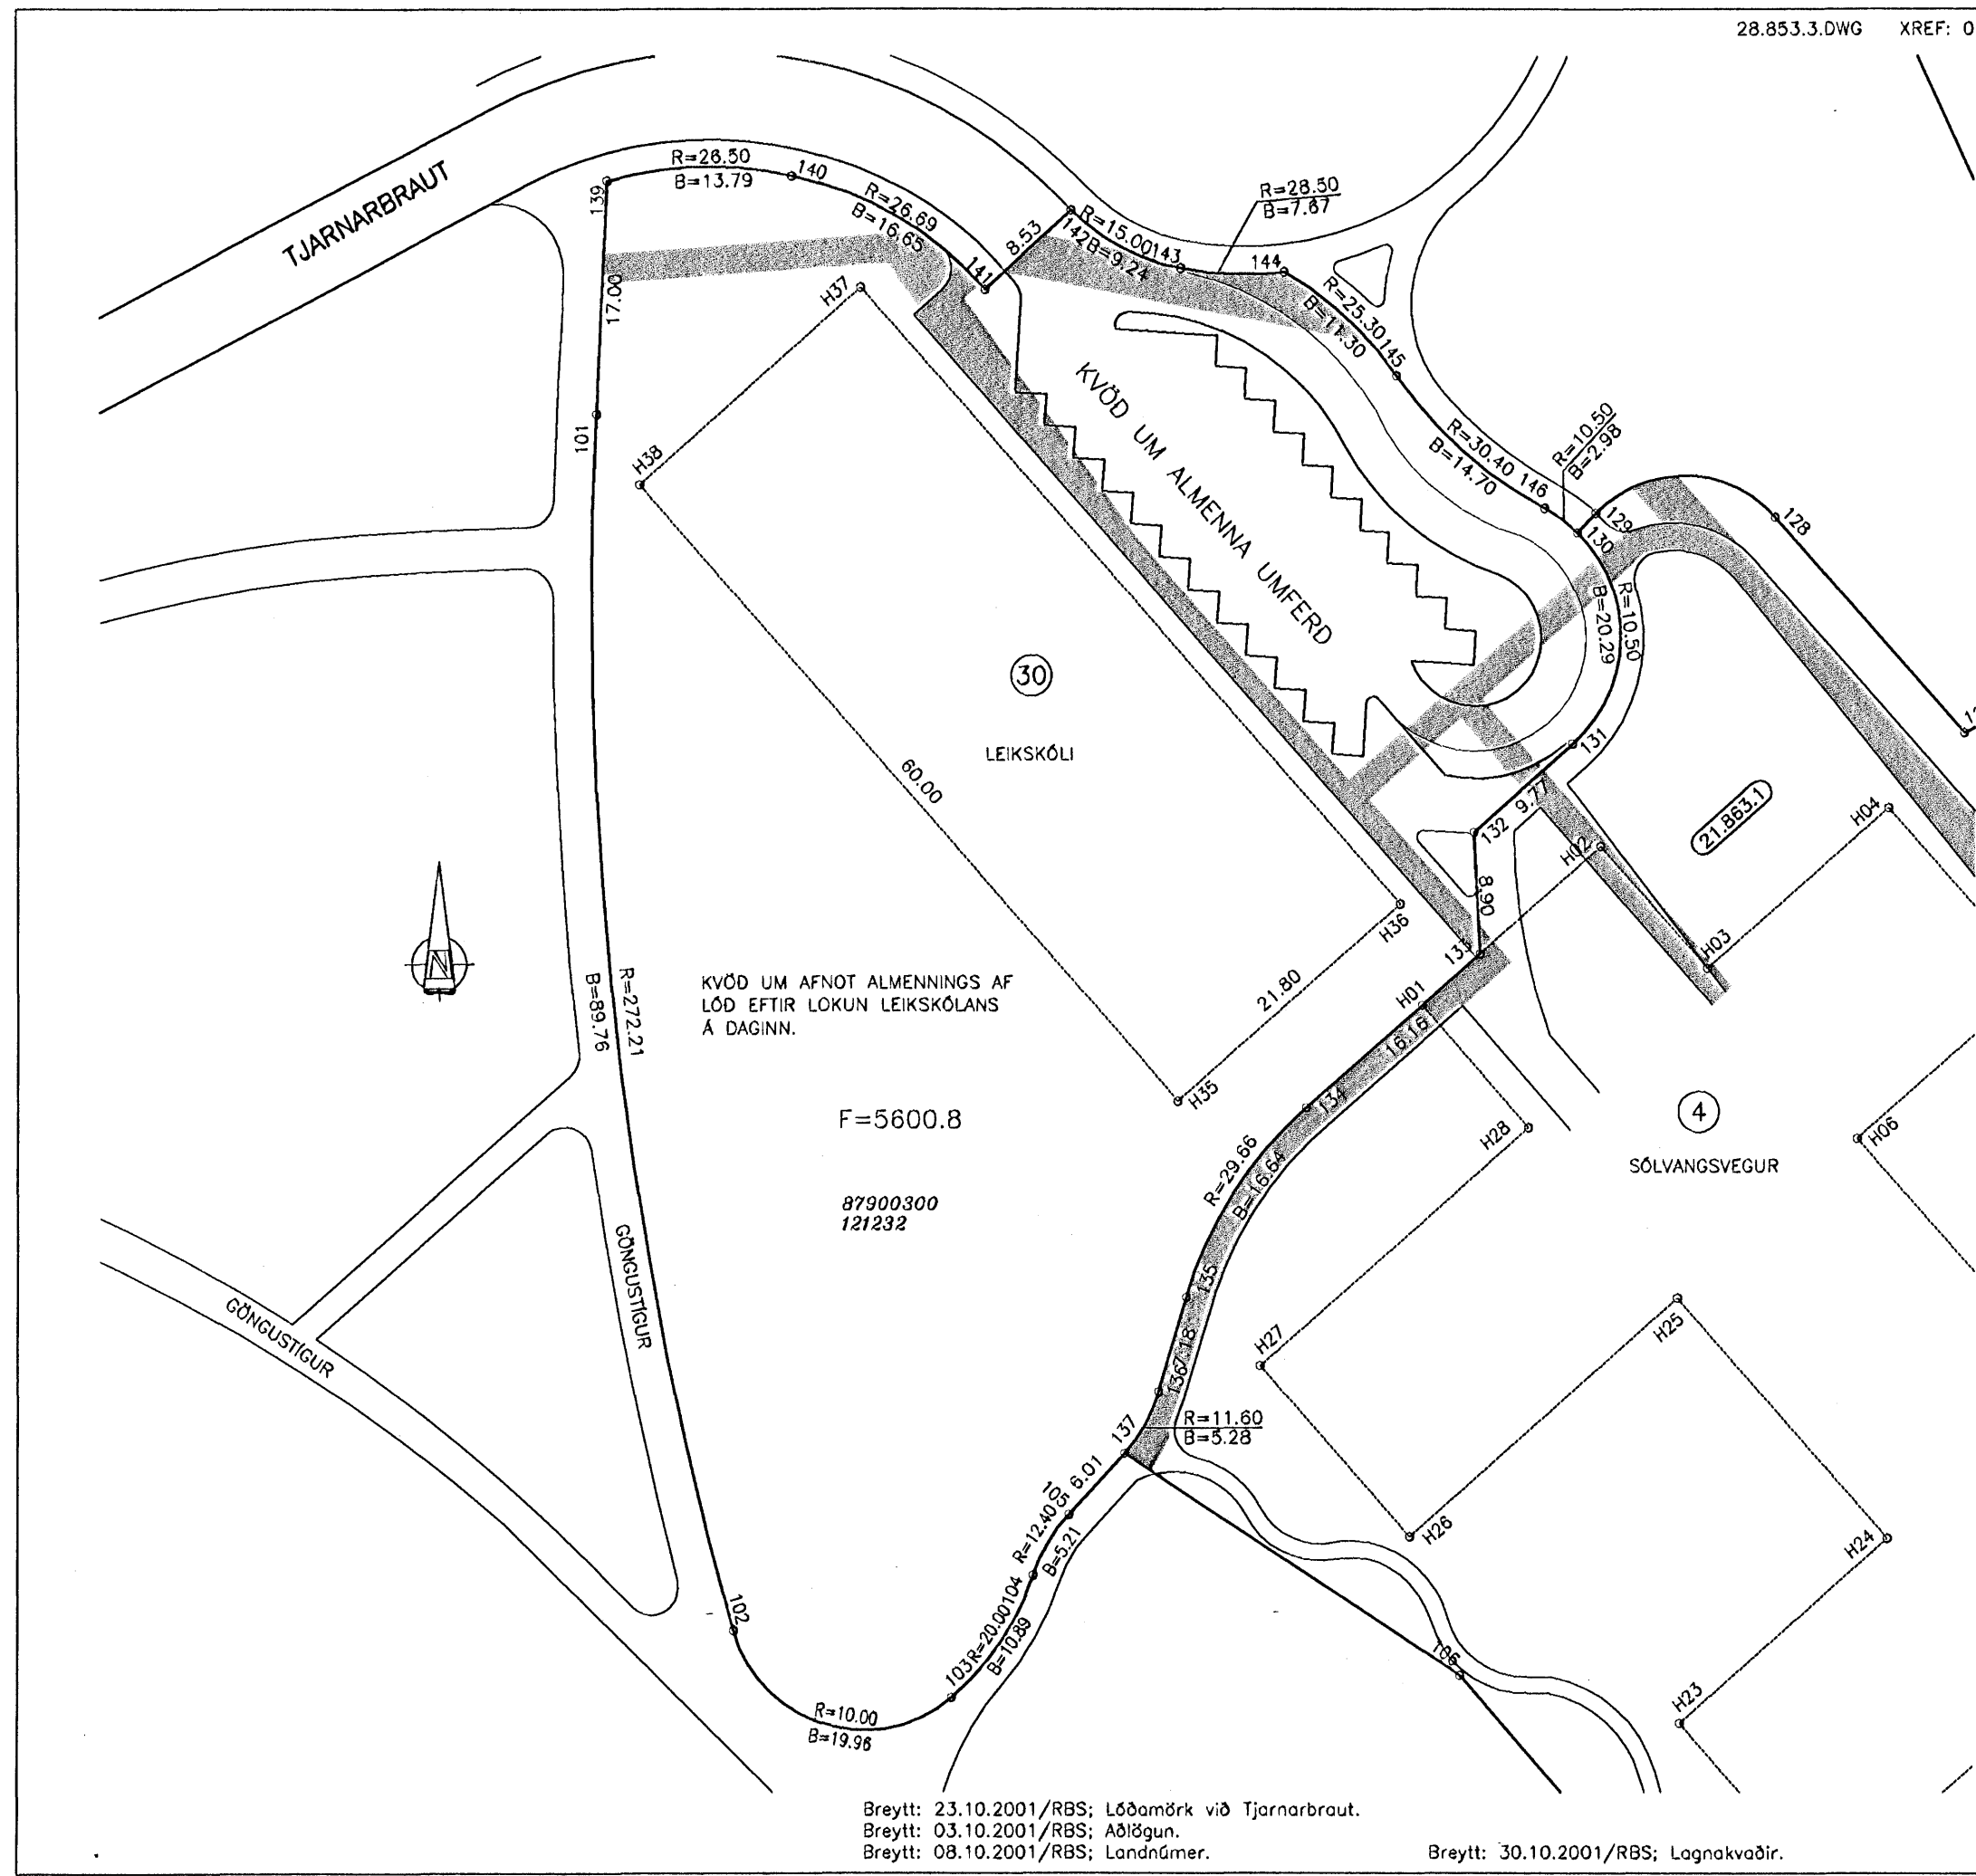 28.853.3.DWG XREF: 0
TJARNARBRAUT
R=26.50
B=13.79
139
140
R=26.69
B=16.65
141
8.53
142
R=15.00
B=9.24
143
R=28.50
B=7.67
144
R=25.30
B=11.30
145
17.00
101
H37
H38
KVÖÐ UM ALMENNA UMFERÐ
R=30.40
B=14.70
146
R=10.50
B=2.98
129
130
128
R=10.50
B=20.29
131
30
LEIKSKÓLI
60.00
9.77
132
8.90
133
H02
21.863.1
H04
H03
H36
21.80
H01
16.16
H35
134
KVÖÐ UM AFNOT ALMENNINGS AF
LÓÐ EFTIR LOKUN LEIKSKÓLANS
Á DAGINN.
N
R=272.21
B=89.76
F=5600.8
87900300
121232
H28
4
SÓLVANGSVEGUR
H06
R=29.66
B=16.64
135
7.18
136
137
R=11.60
B=5.28
H27
H25
H26
H24
H23
GÖNGUSTÍGUR
GÖNGUSTÍGUR
6.01
105
R=12.40
B=5.21
104
R=20.00
B=10.89
103
102
R=10.00
B=19.96
106
Breytt: 23.10.2001/RBS; Lóðamörk við Tjarnarbraut.
Breytt: 03.10.2001/RBS; Aðlögun.
Breytt: 08.10.2001/RBS; Landnúmer.
Breytt: 30.10.2001/RBS; Lagnakvaðir.